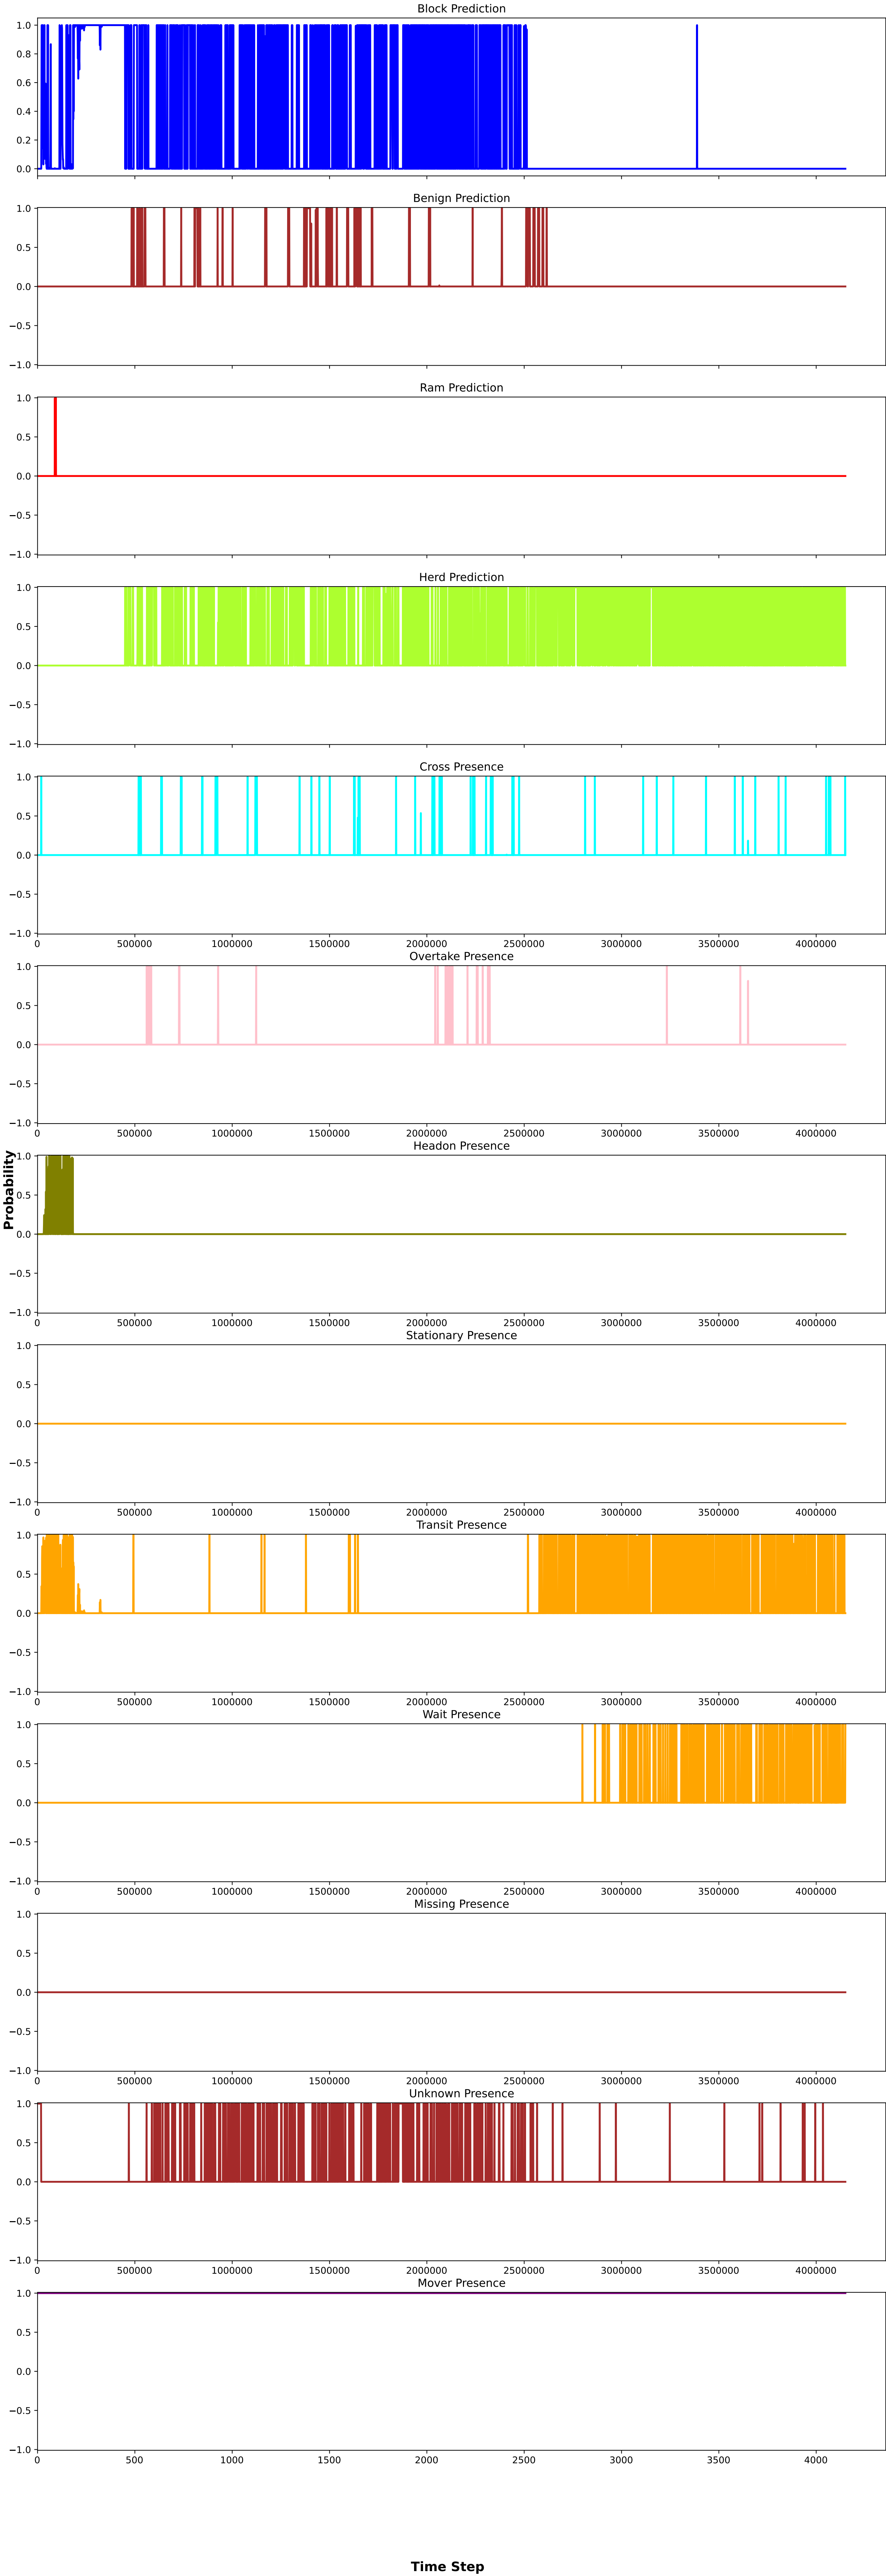 Block Prediction
1.0
0.8
0.6
0.4
0.2
0.0
Benign Prediction
1.0
0.5
0.0
−0.5
−1.0
Ram Prediction
1.0
0.5
0.0
−0.5
−1.0
Herd Prediction
1.0
0.5
0.0
−0.5
−1.0
Cross Presence
1.0
0.5
0.0
−0.5
−1.0
0 500000 1000000 1500000 2000000 2500000 3000000 3500000 4000000
Overtake Presence
1.0
0.5
0.0
−0.5
−1.0
0 500000 1000000 1500000 2000000 2500000 3000000 3500000 4000000
Headon Presence
Probability
1.0
0.5
0.0
−0.5
−1.0
0 500000 1000000 1500000 2000000 2500000 3000000 3500000 4000000
Stationary Presence
1.0
0.5
0.0
−0.5
−1.0
0 500000 1000000 1500000 2000000 2500000 3000000 3500000 4000000
Transit Presence
1.0
0.5
0.0
−0.5
−1.0
0 500000 1000000 1500000 2000000 2500000 3000000 3500000 4000000
Wait Presence
1.0
0.5
0.0
−0.5
−1.0
0 500000 1000000 1500000 2000000 2500000 3000000 3500000 4000000
Missing Presence
1.0
0.5
0.0
−0.5
−1.0
0 500000 1000000 1500000 2000000 2500000 3000000 3500000 4000000
Unknown Presence
1.0
0.5
0.0
−0.5
−1.0
0 500000 1000000 1500000 2000000 2500000 3000000 3500000 4000000
Mover Presence
1.0
0.5
0.0
−0.5
−1.0
0 500 1000 1500 2000 2500 3000 3500 4000
Time Step